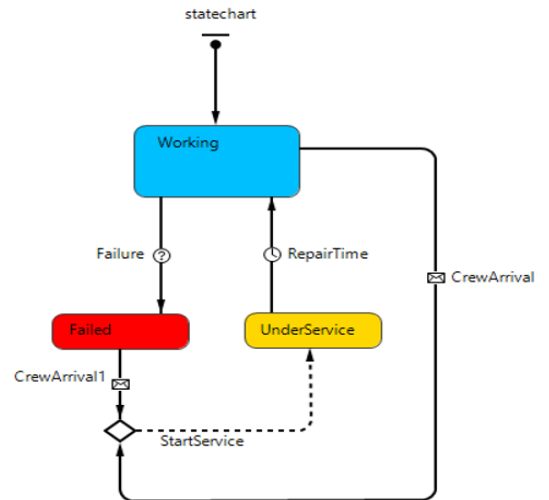 statechart
Working
Failure
RepairTime
CrewArrival
Failed
UnderService
CrewArrival1
StartService